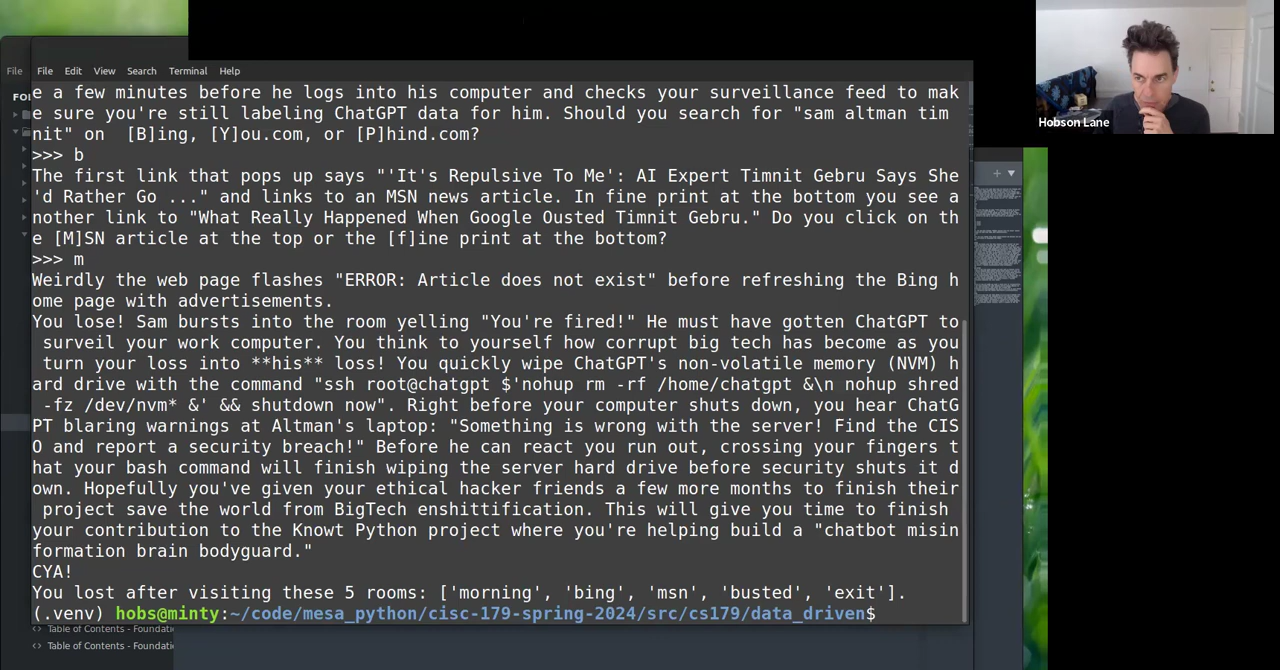 File File Edit View Search Terminal Help
e a few minutes before he logs into his computer and checks your surveillance feed to mak
e sure you're still labeling ChatGPT data for him. Should you search for "sam altman tim
nit" on  [B]ing, [Y]ou.com, or [P]hind.com?
>>> b
The first link that pops up says "'It's Repulsive To Me': AI Expert Timnit Gebru Says She
'd Rather Go ... " and links to an MSN news article. In fine print at the bottom you see a
nother link to "What Really Happened When Google Ousted Timnit Gebru." Do you click on th
e [M]SN article at the top or the [f]ine print at the bottom?
>>> m
Weirdly the web page flashes "ERROR: Article does not exist" before refreshing the Bing h
ome page with advertisements.
You lose! Sam bursts into the room yelling "You're fired!" He must have gotten ChatGPT to
 surveil your work computer. You think to yourself how corrupt big tech has become as you
 turn your loss into **his** loss! You quickly wipe ChatGPT's non-volatile memory (NVM) h
ard drive with the command "ssh root@chatgpt $'nohup rm -rf /home/chatgpt &\n nohup shred
 -fz /dev/nvm* &' && shutdown now". Right before your computer shuts down, you hear ChatG
PT blaring warnings at Altman's laptop: "Something is wrong with the server! Find the CIS
O and report a security breach!" Before he can react you run out, crossing your fingers t
hat your bash command will finish wiping the server hard drive before security shuts it d
own. Hopefully you've given your ethical hacker friends a few more months to finish their
 project save the world from BigTech enshittification. This will give you time to finish
your contribution to the Knowt Python project where you're helping build a "chatbot misin
formation brain bodyguard."
CYA!
You lost after visiting these 5 rooms: ['morning', 'bing', 'msn', 'busted', 'exit'].
(.venv) hobs@minty:~/code/mesa_python/cisc-179-spring-2024/src/cs179/data_driven$
<> Table of Contents - Foundati
<> Table of Contents - Foundati
Hobson Lane